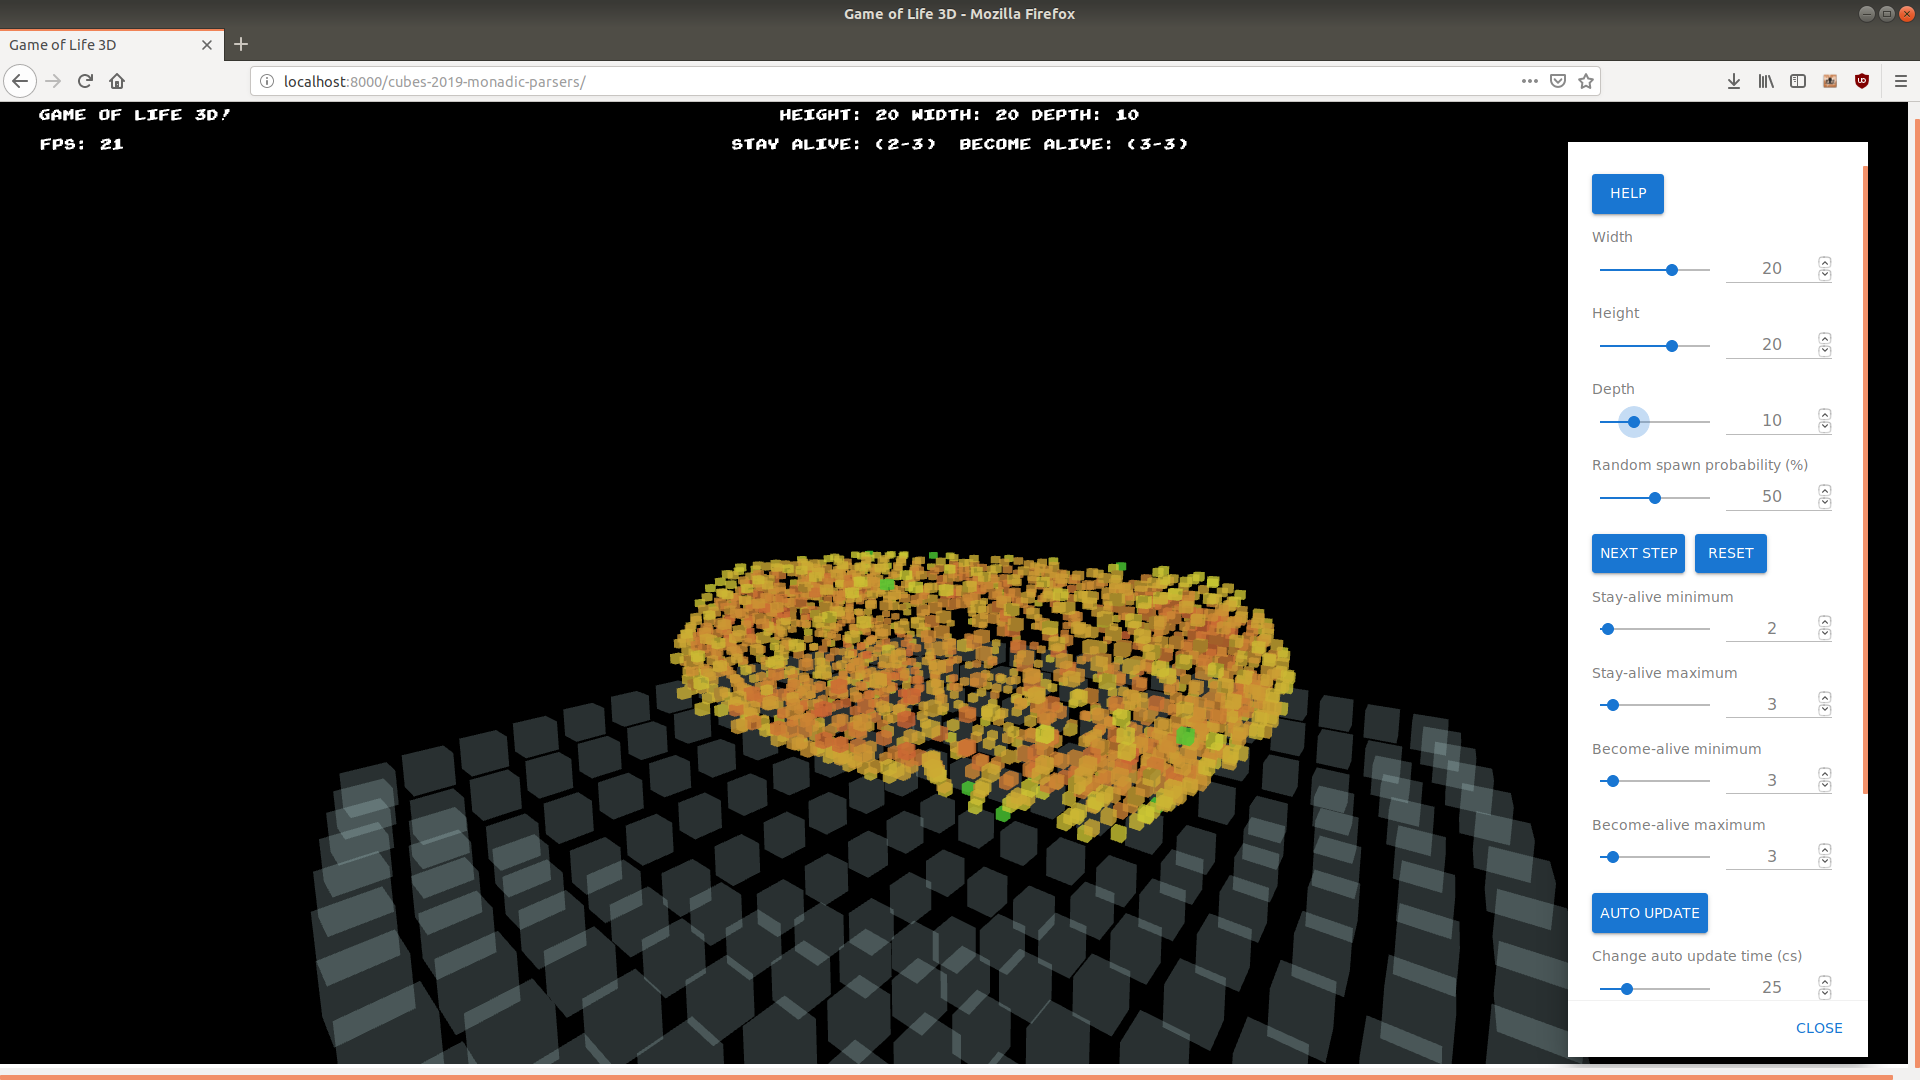 Game of Life 3D - Mozilla Firefox
Game of Life 3D
localhost:8000/cubes-2019-monadic-parsers/
GAME OF LIFE 3D!
HEIGHT: 20 WIDTH: 20 DEPTH: 10
FPS: 21
STAY ALIVE: (2-3) BECOME ALIVE: (3-3)
HELP
Width
20
Height
20
Depth
10
Random spawn probability (%)
50
NEXT STEP RESET
Stay-alive minimum
2
Stay-alive maximum
3
Become-alive minimum
3
Become-alive maximum
3
AUTO UPDATE
Change auto update time (cs)
25
CLOSE